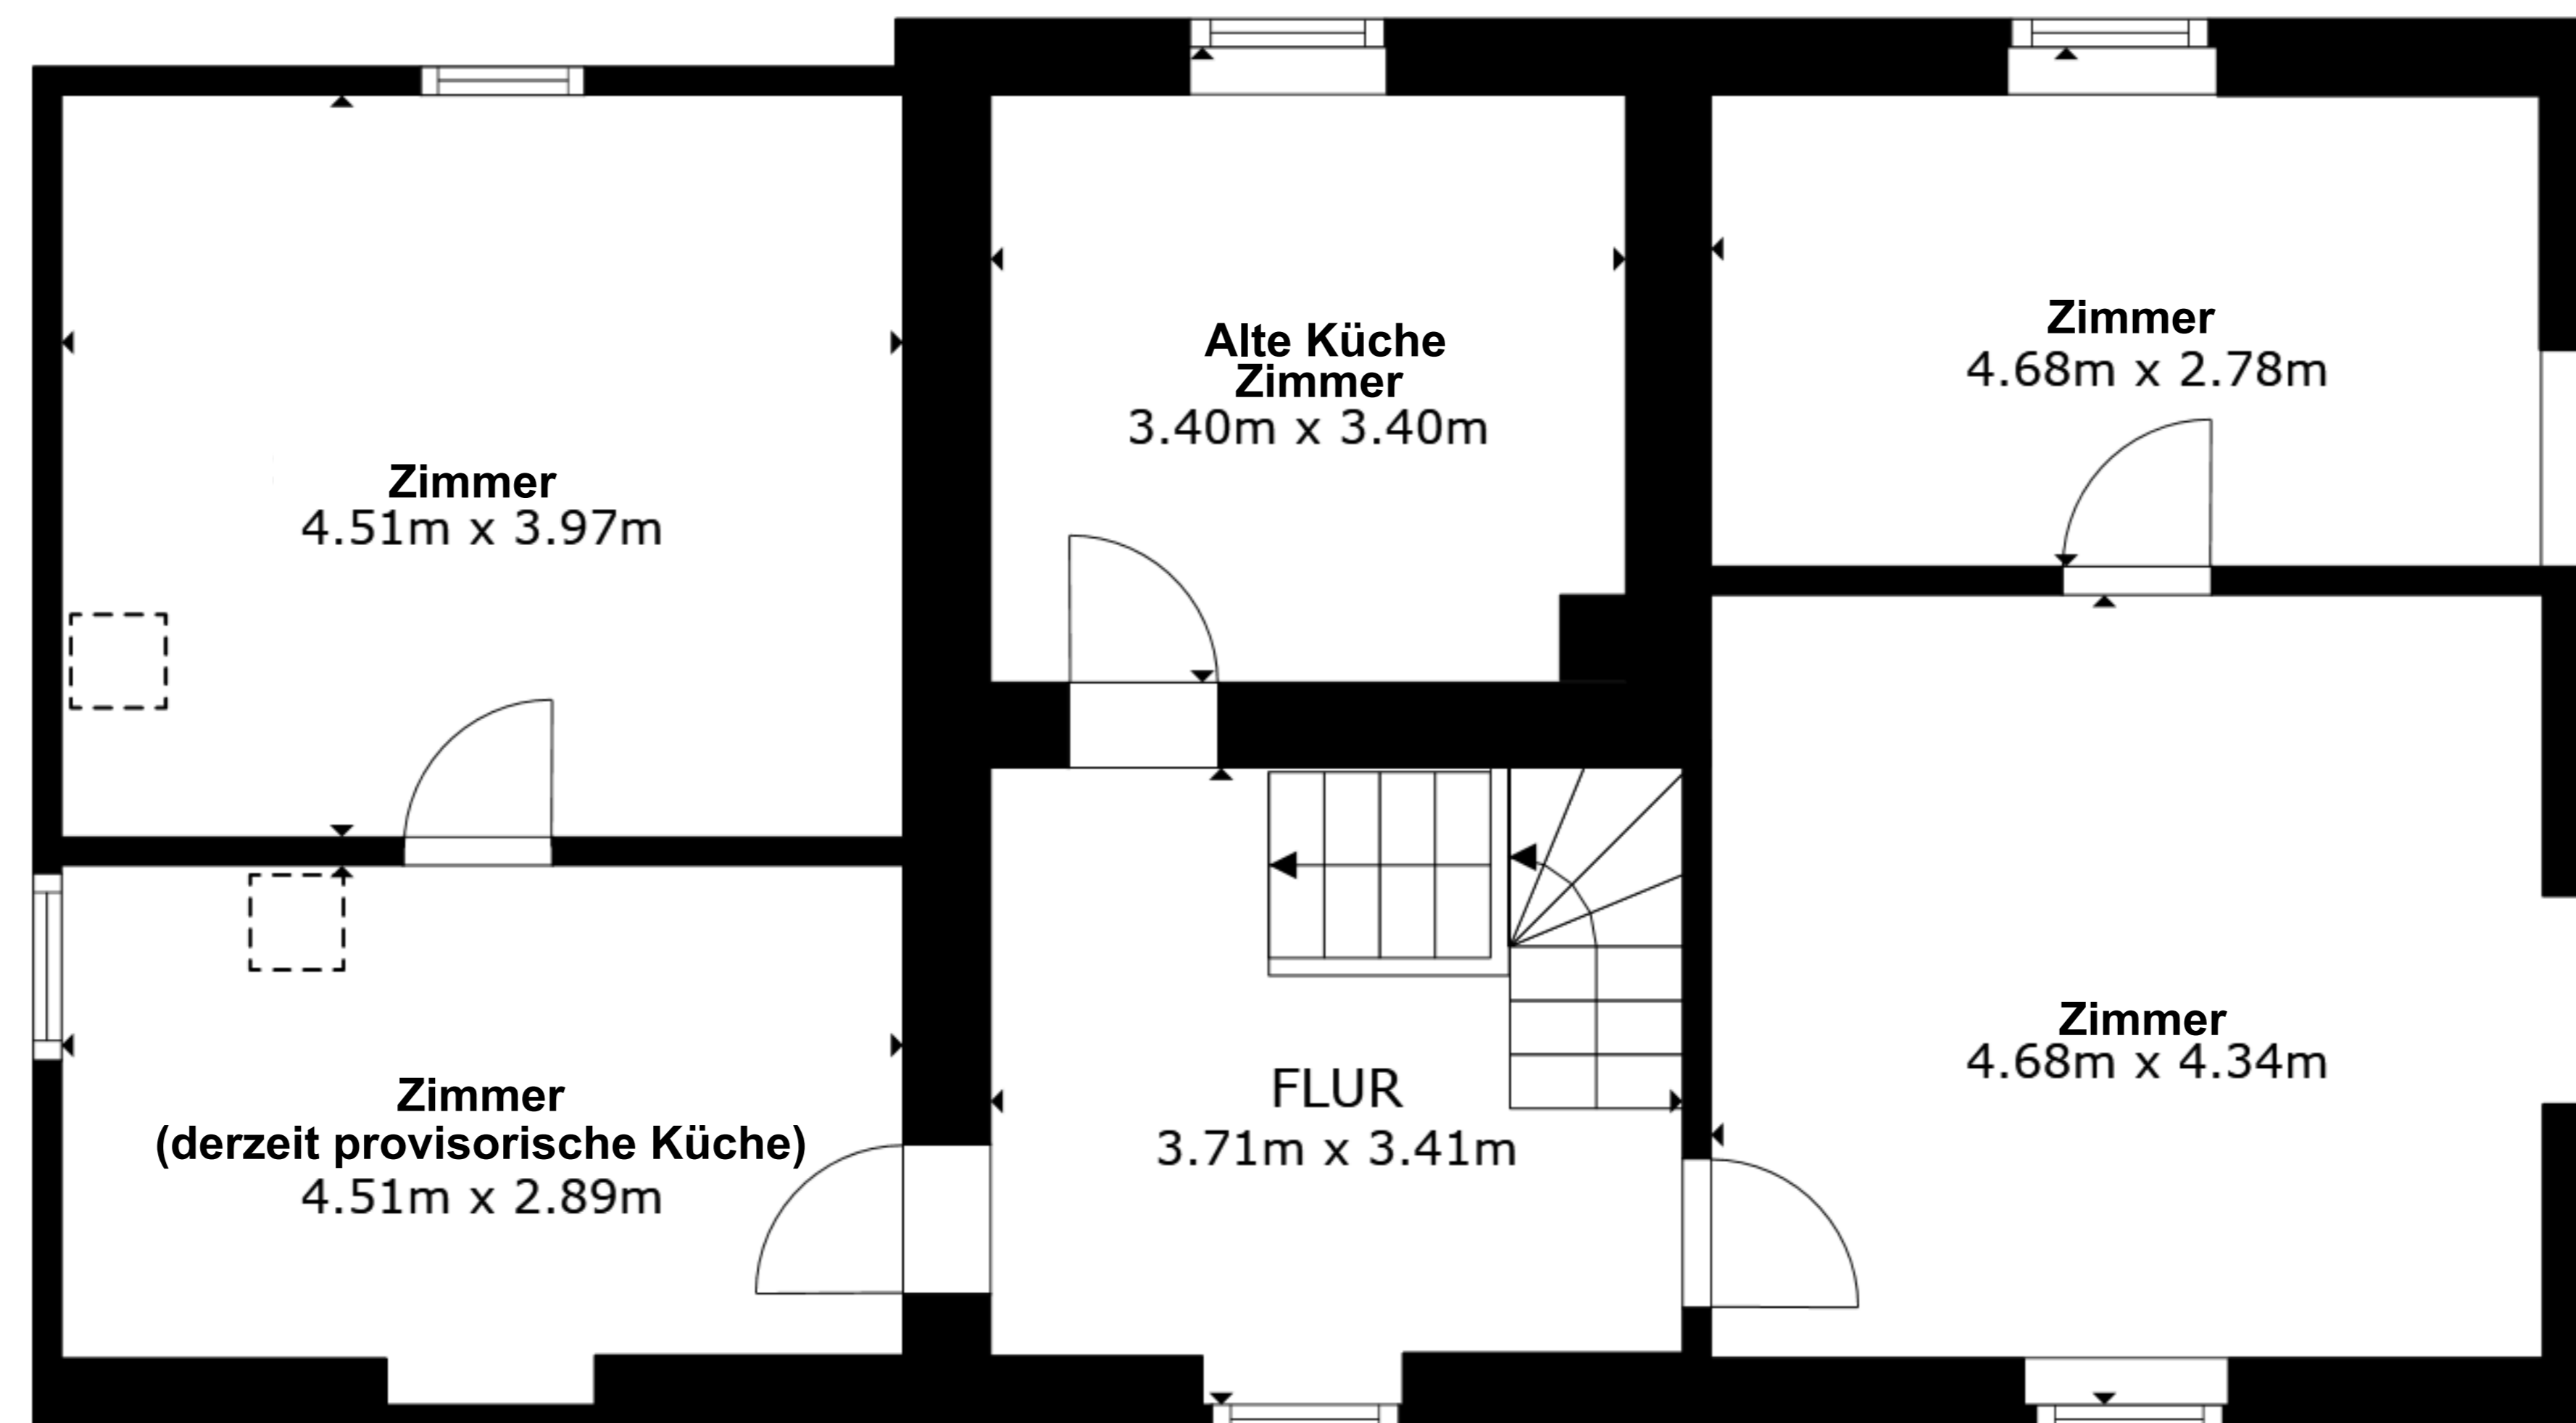 Zimmer
4.51m x 3.97m
Alte Küche
Zimmer
3.40m x 3.40m
Zimmer
4.68m x 2.78m
Zimmer
(derzeit provisorische Küche)
4.51m x 2.89m
FLUR
3.71m x 3.41m
Zimmer
4.68m x 4.34m